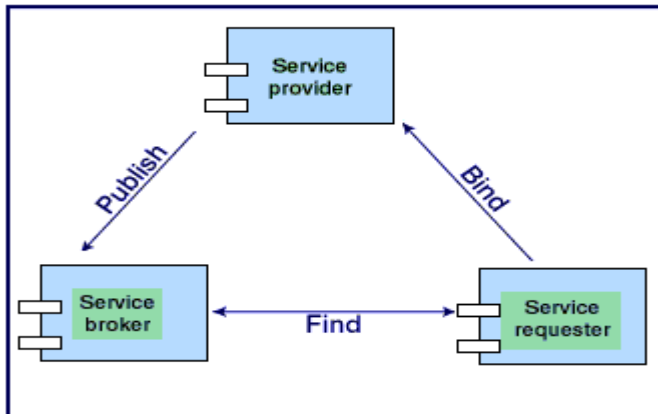 Service
provider
Publish
Bind
Service
broker
Find
Service
requester